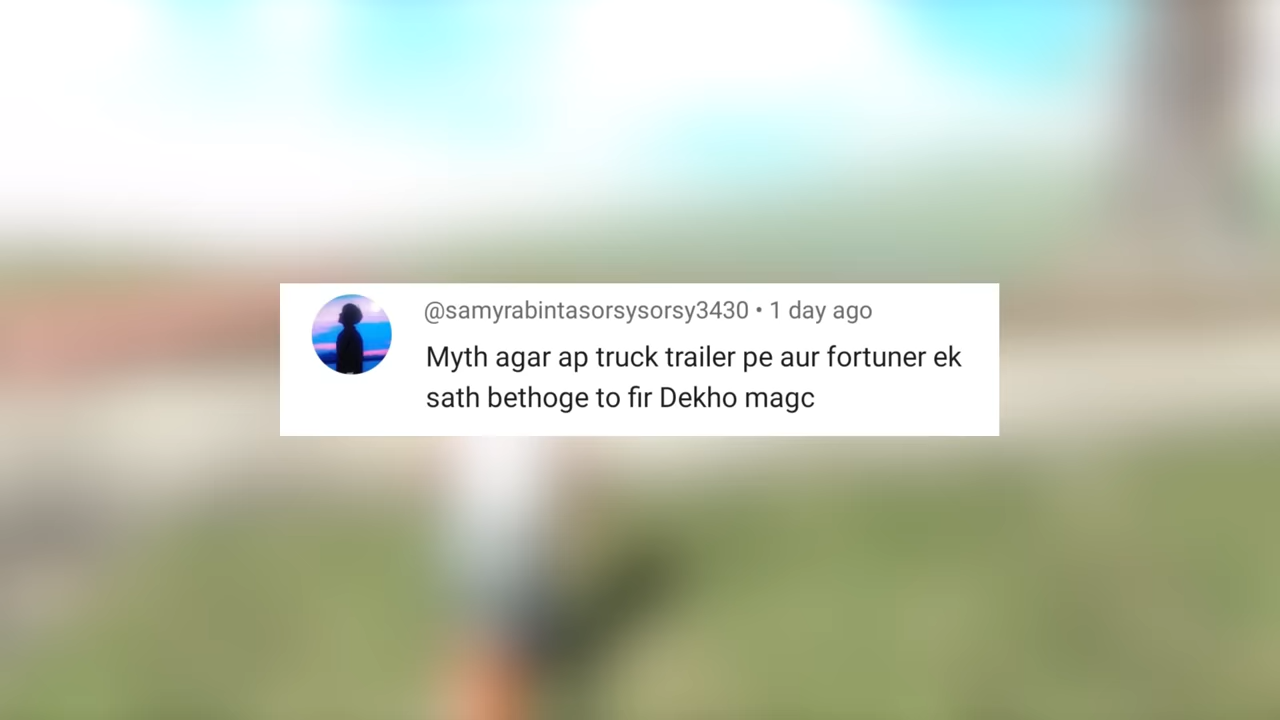 @samyrabintasorsysorsy3430 • 1 day ago
Myth agar ap truck trailer pe aur fortuner ek
sath bethoge to fir Dekho magc